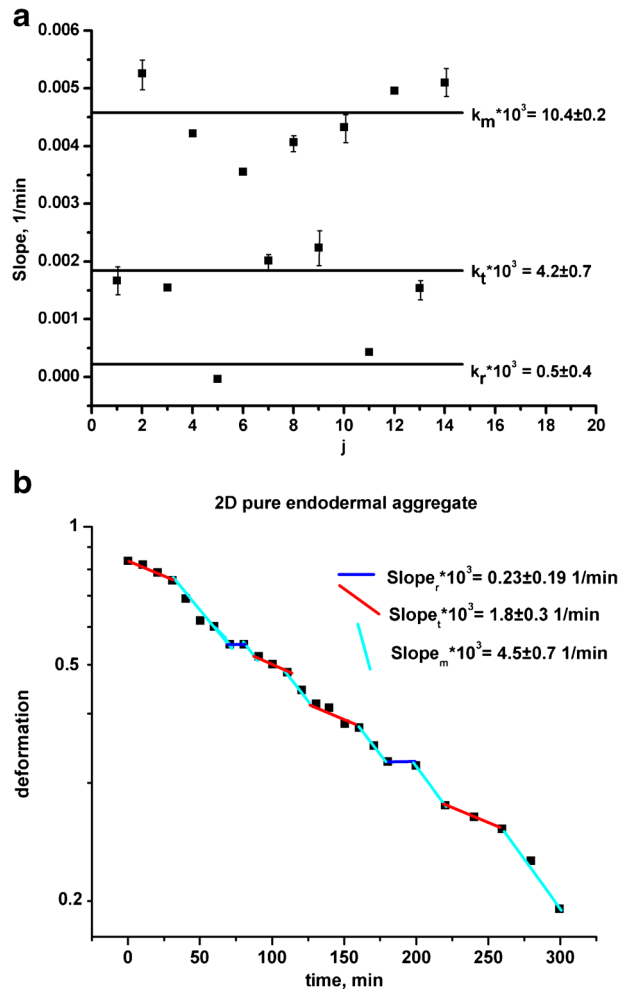 a
0.006
0.005
0.004
0.003
0.002
0.001
0.000
Slope, 1/min
k_m*10^3 = 10.4±0.2
k_t*10^3 = 4.2±0.7
k_r*10^3 = 0.5±0.4
0 2 4 6 8 10 12 14 16 18 20
j
b
2D pure endodermal aggregate
1
0.5
0.2
deformation
Slope_r*10^3 = 0.23±0.19 1/min
Slope_t*10^3 = 1.8±0.3 1/min
Slope_m*10^3 = 4.5±0.7 1/min
0 50 100 150 200 250 300
time, min